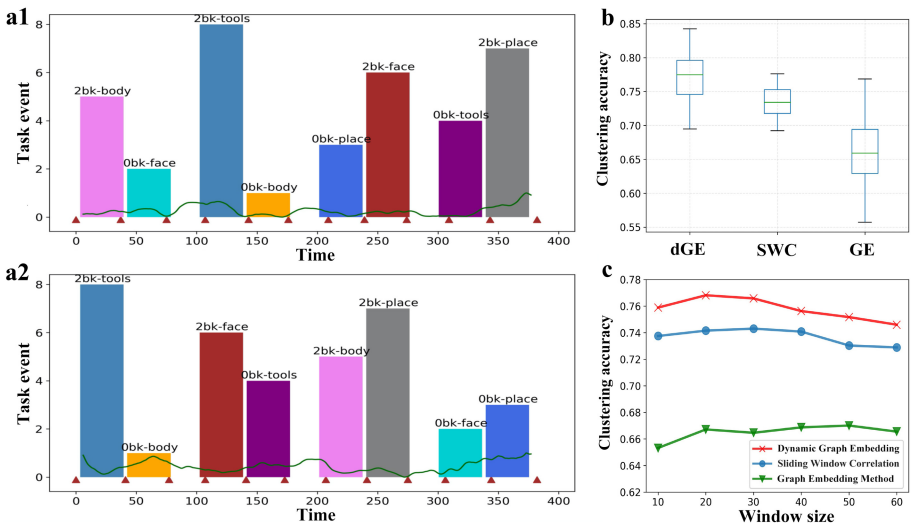 a1
Task event
8
6
4
2
0
2bk-body
0bk-face
2bk-tools
0bk-body
0bk-place
2bk-face
0bk-tools
2bk-place
0 50 100 150 200 250 300 350 400
Time
a2
Task event
8
6
4
2
0
2bk-tools
0bk-body
2bk-face
0bk-tools
2bk-body
2bk-place
0bk-face
0bk-place
0 50 100 150 200 250 300 350 400
Time
b
Clustering accuracy
0.85
0.80
0.75
0.70
0.65
0.60
0.55
dGE SWC GE
c
Clustering accuracy
0.78
0.76
0.74
0.72
0.70
0.68
0.66
0.64
0.62
Dynamic Graph Embedding
Sliding Window Correlation
Graph Embedding Method
10 20 30 40 50 60
Window size